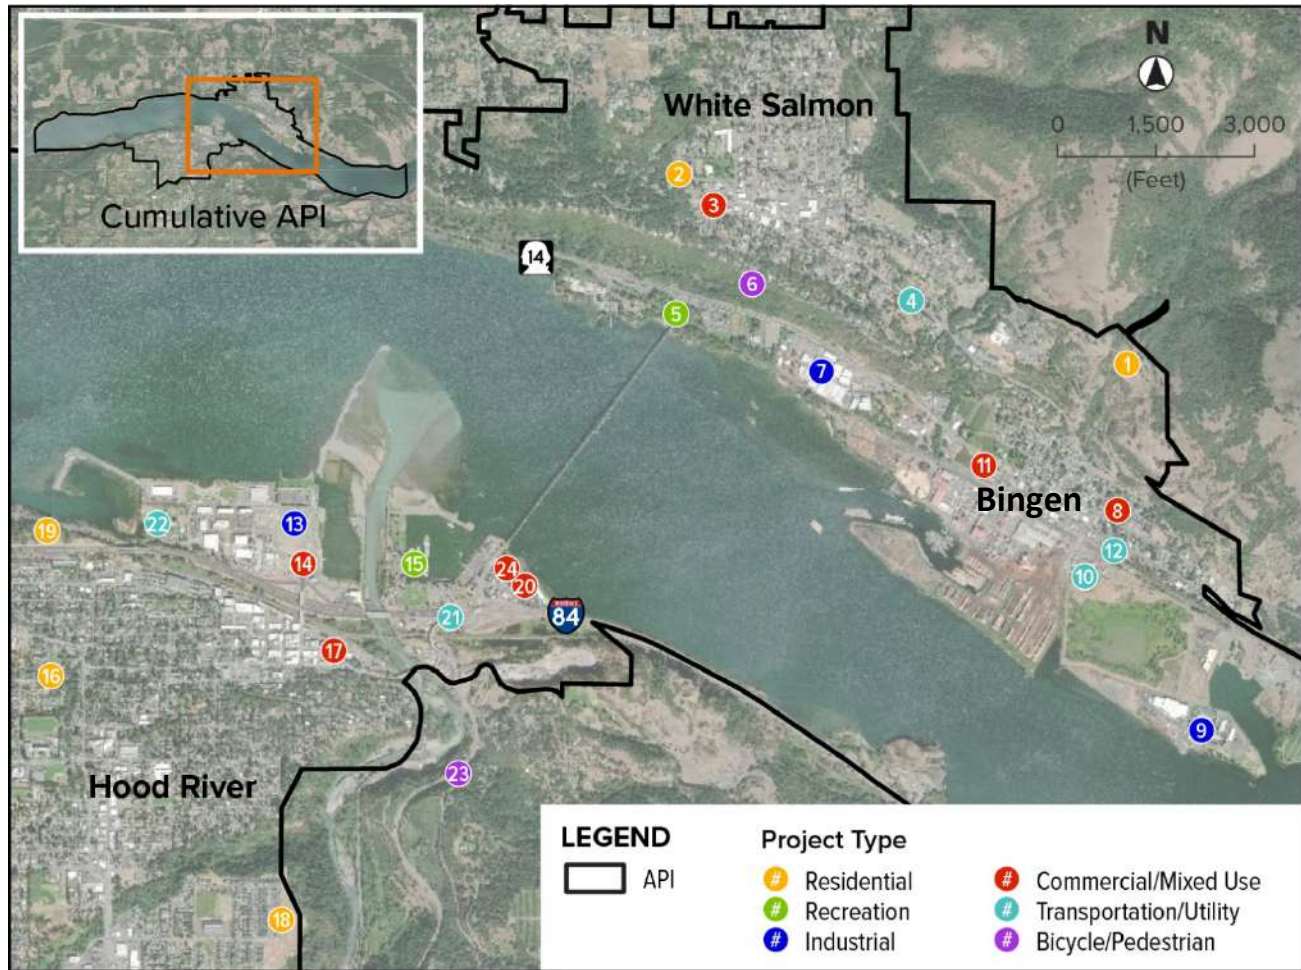 Cumulative API
White Salmon
N
0 1,500 3,000
(Feet)
2
3
14
6
4
5
1
7
11
Bingen
8
19
22
13
12
14
15
24
20
10
21
INTERSTATE
84
17
16
9
23
Hood River
18
LEGEND
API
Project Type
# Residential
# Recreation
# Industrial
# Commercial/Mixed Use
# Transportation/Utility
# Bicycle/Pedestrian